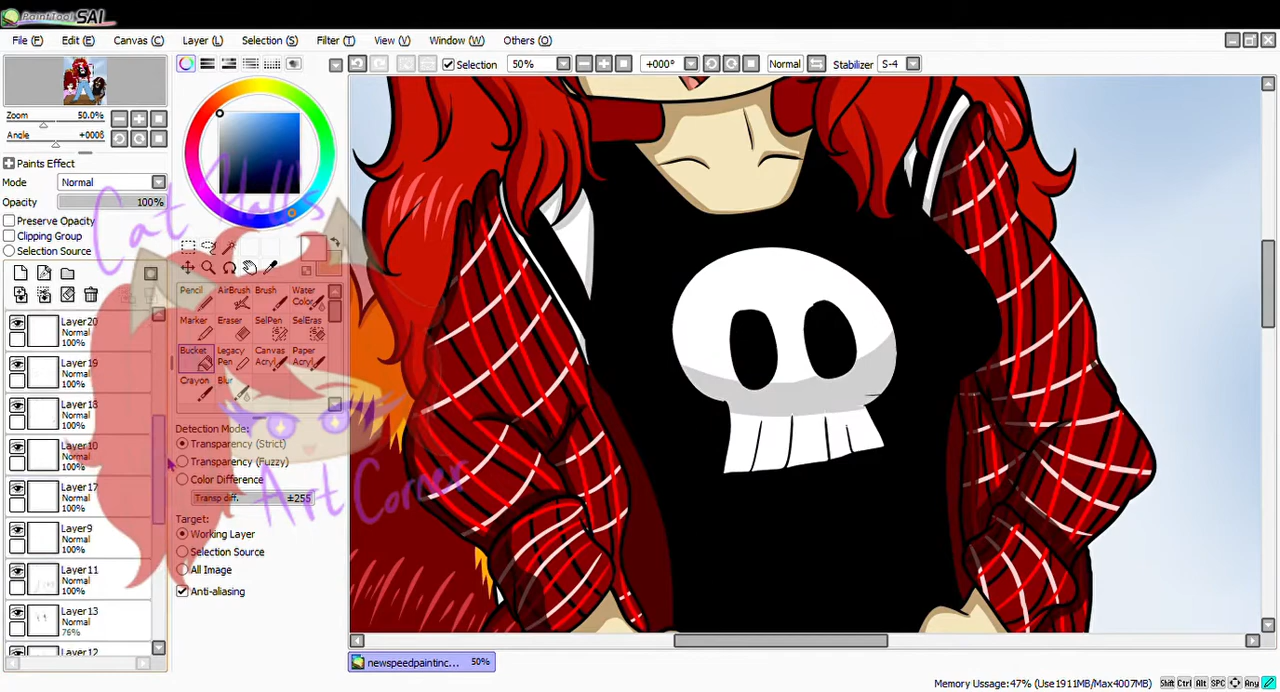 PaintTool SAI
File (F) Edit (E) Canvas (C) Layer (L) Selection (S) Filter (T) View (V) Window (W) Others (O)
Selection 50% +000° Normal Stabilizer S-4
Zoom 50.0%
Angle +000θ
Paints Effect
Mode Normal
Opacity 100%
Preserve Opacity
Clipping Group
Selection Source
Layer20
Normal
100%
Layer19
Normal
100%
Layer18
Normal
100%
Layer10
Normal
100%
Layer17
Normal
100%
Layer9
Normal
100%
Layer11
Normal
100%
Layer13
Normal
76%
Layer12
Pencil AirBrush Brush Water Color
Marker Eraser SelPen SelEras
Bucket Legacy Pen Canvas Acryl Paper Acryl
Crayon Blur
Detection Mode:
Transparency (Strict)
Transparency (Fuzzy)
Color Difference
Transp diff. ±255
Target:
Working Layer
Selection Source
All Image
Anti-aliasing
Cat Hall's
Art Corner
newspeedpaintinc... 50%
Memory Ussage: 47% (Use1911MB/Max4007MB) Shft Ctrl Alt SPC Any